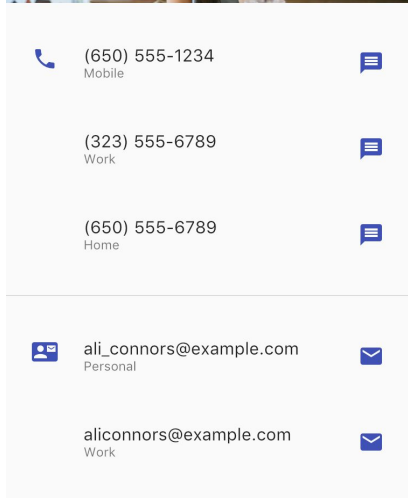 (650) 555-1234
Mobile
(323) 555-6789
Work
(650) 555-6789
Home
ali_connors@example.com
Personal
aliconnors@example.com
Work